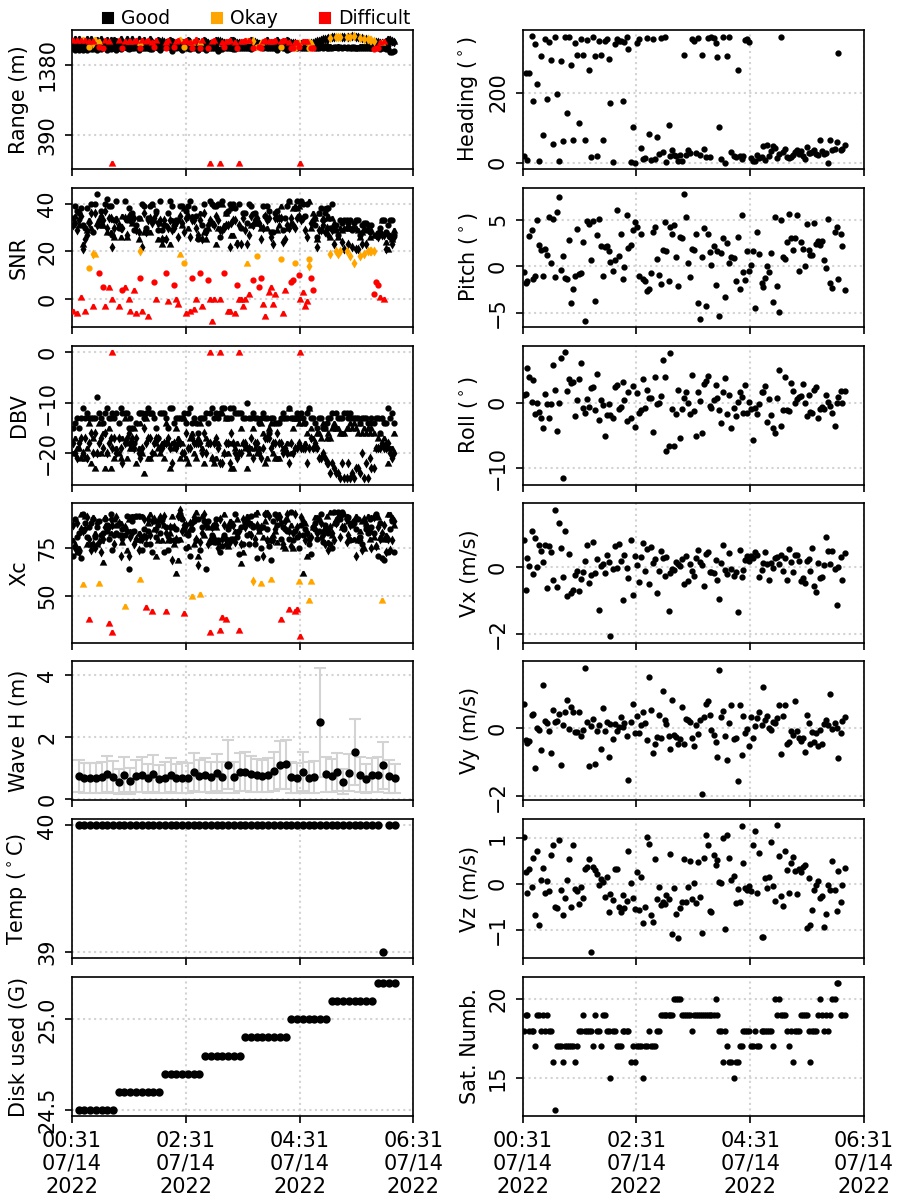 Good Okay Difficult
Range (m)
1380
390
Heading (°)
200
0
SNR
40
20
0
Pitch (°)
5
0
−5
DBV
0
−10
−20
Roll (°)
0
−10
Xc
75
50
Vx (m/s)
0
−2
Wave H (m)
4
2
0
Vy (m/s)
0
−2
Temp (°C)
40
39
Vz (m/s)
1
0
−1
Disk used (G)
25.0
24.5
Sat. Numb.
20
15
00:31 02:31 04:31 06:31
07/14 07/14 07/14 07/14
2022 2022 2022 2022
00:31 02:31 04:31 06:31
07/14 07/14 07/14 07/14
2022 2022 2022 2022